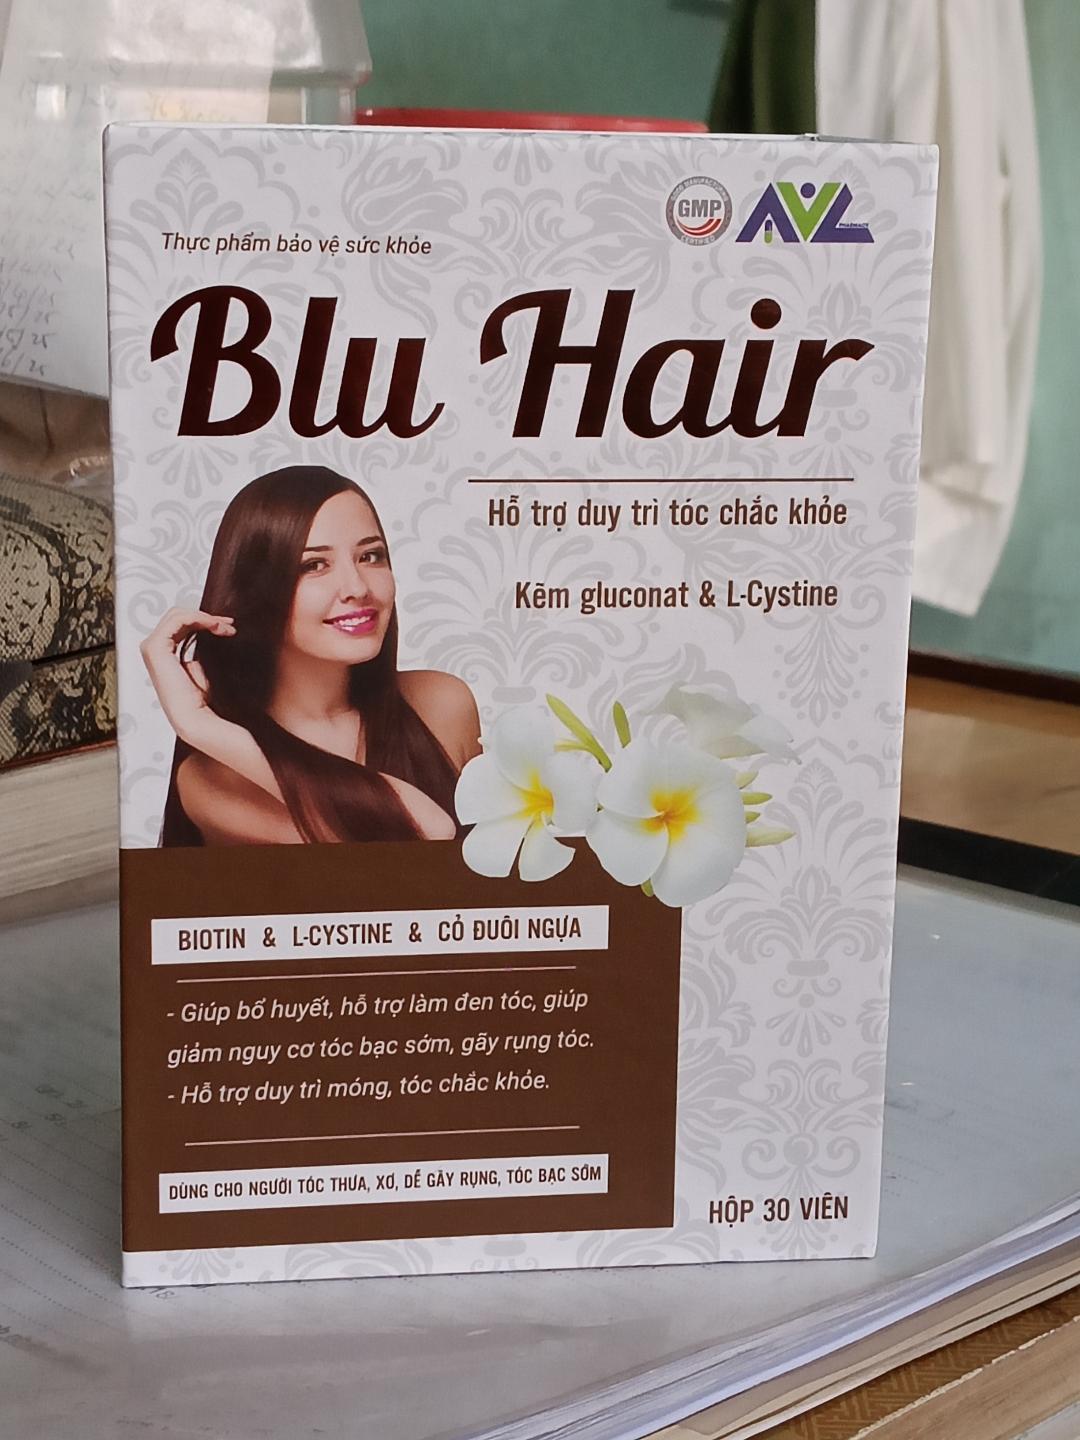 GMP
AVL
PHARMACY
Thực phẩm bảo vệ sức khỏe
Blu Hair
Hỗ trợ duy trì tóc chắc khỏe
Kẽm gluconat & L-Cystine
BIOTIN & L-CYSTINE & CỎ ĐUÔI NGỰA
- Giúp bổ huyết, hỗ trợ làm đen tóc, giúp
giảm nguy cơ tóc bạc sớm, gãy rụng tóc.
- Hỗ trợ duy trì móng, tóc chắc khỏe.
DÙNG CHO NGƯỜI TÓC THƯA, XƠ, DỄ GÃY RỤNG, TÓC BẠC SỚM
HỘP 30 VIÊN